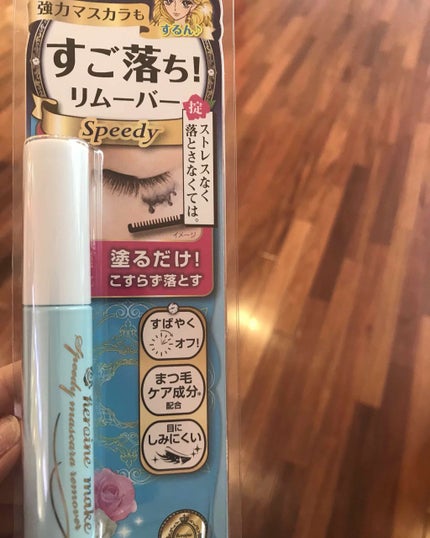 強力マスカラも
するん♪
すご落ち!
リムーバー
Speedy
掟
ストレスなく
落とさなくては。
イメージ
塗るだけ!
こすらず落とす
すばやく
オフ!
まつ毛
ケア成分
配合
目に
しみにくい
heroine make
Speedy mascara remover